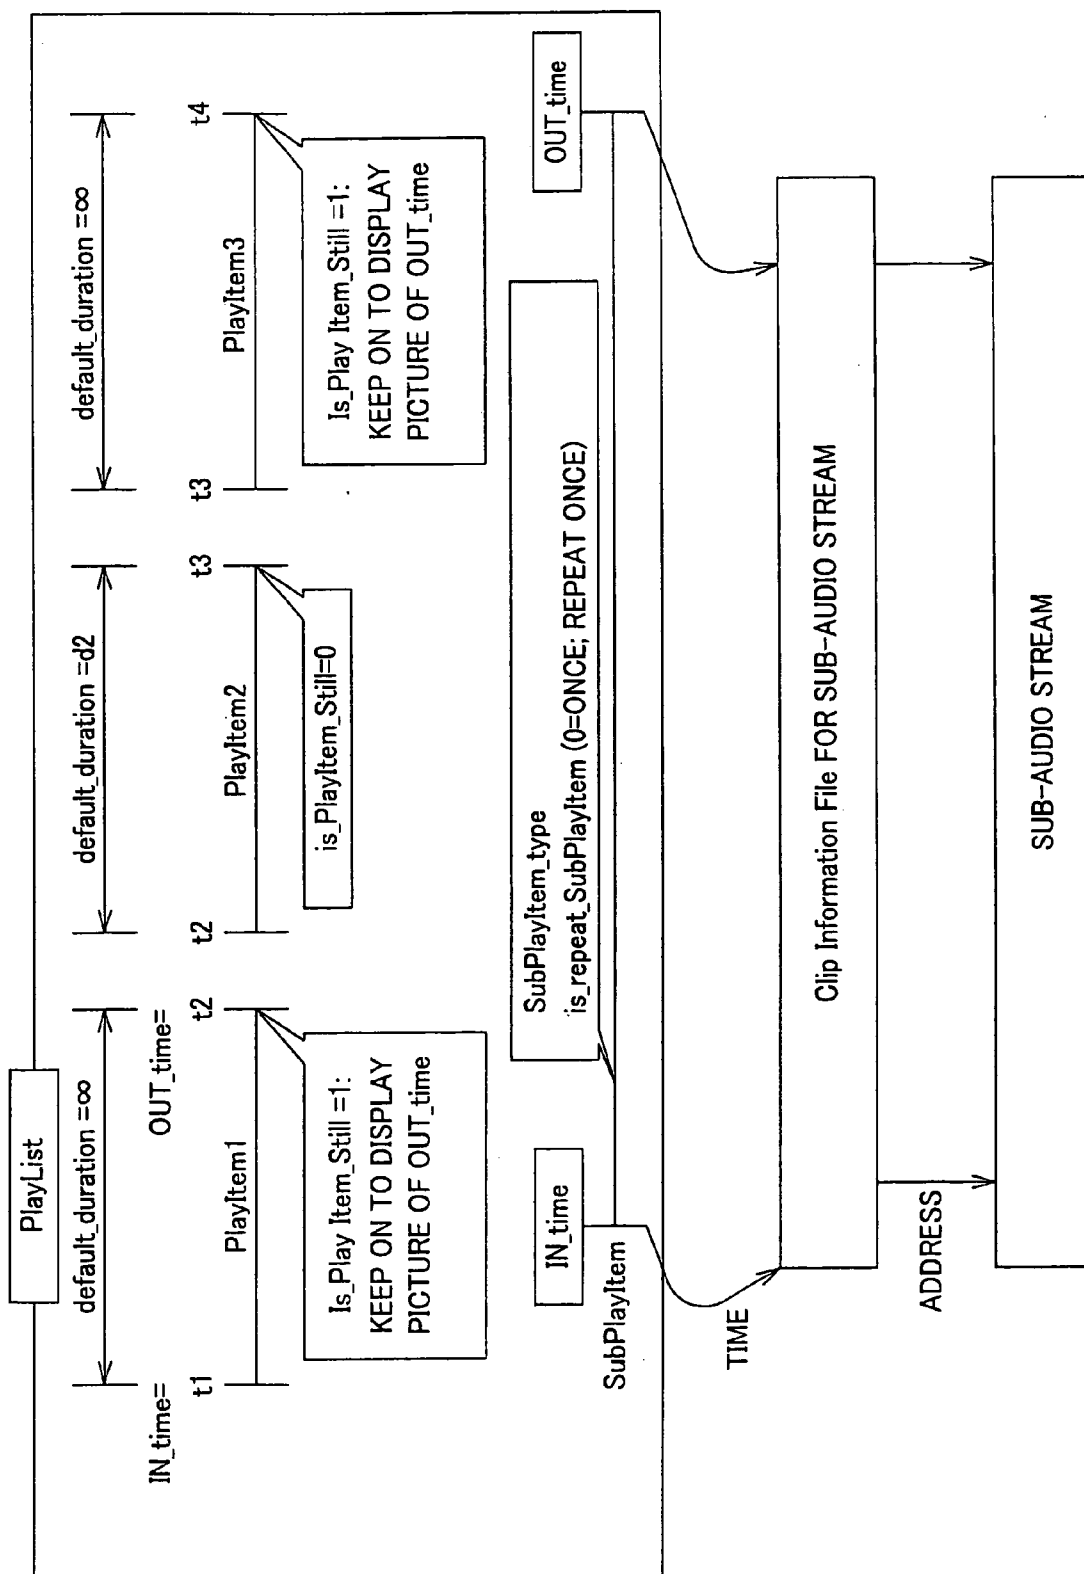 PlayList
default_duration =∞
default_duration =d2
default_duration =∞
IN_time=
OUT_time=
t1
t2
t2
t3
t3
t4
PlayItem1
PlayItem2
PlayItem3
Is_Play Item_Still =1:
KEEP ON TO DISPLAY
PICTURE OF OUT_time
is_PlayItem_Still=0
Is_Play Item_Still =1:
KEEP ON TO DISPLAY
PICTURE OF OUT_time
IN_time
SubPlayItem_type
is_repeat_SubPlayItem (0=ONCE; REPEAT ONCE)
OUT_time
SubPlayItem
TIME
Clip Information File FOR SUB-AUDIO STREAM
ADDRESS
SUB-AUDIO STREAM